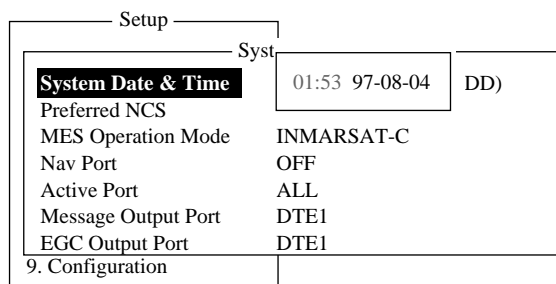 Setup
Syst
System Date & Time 01:53 97-08-04 DD)
Preferred NCS
MES Operation Mode INMARSAT-C
Nav Port OFF
Active Port ALL
Message Output Port DTE1
EGC Output Port DTE1
9. Configuration